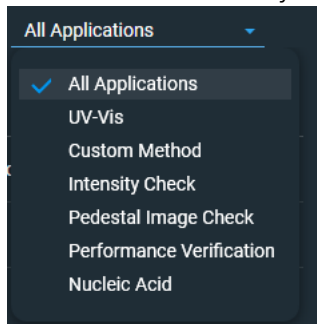 All Applications
All Applications
UV-Vis
Custom Method
Intensity Check
Pedestal Image Check
Performance Verification
Nucleic Acid